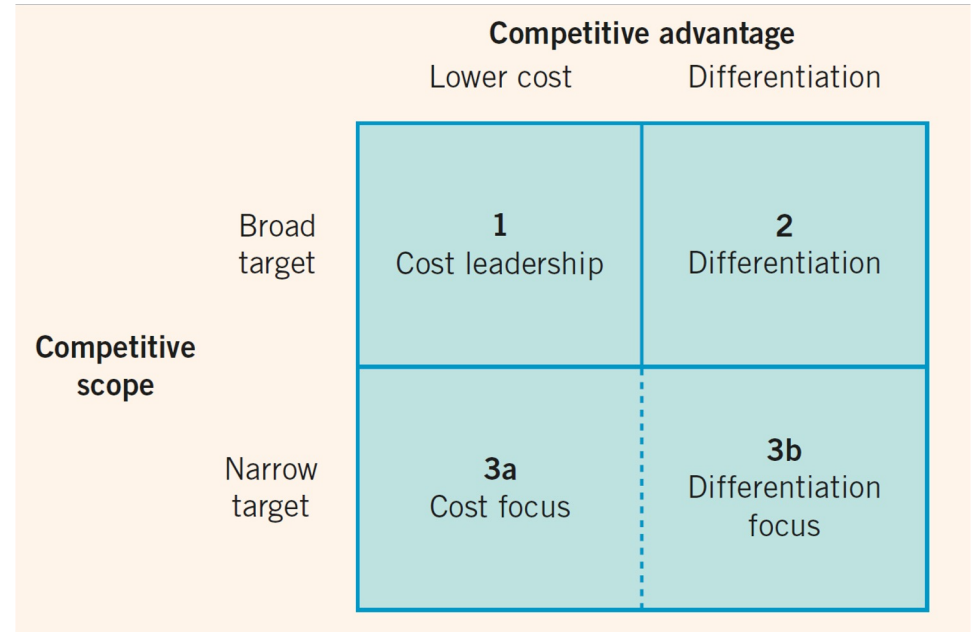 Competitive advantage
Lower cost
Differentiation
Broad
target
1
Cost leadership
2
Differentiation
Competitive
scope
Narrow
target
3a
Cost focus
3b
Differentiation
focus